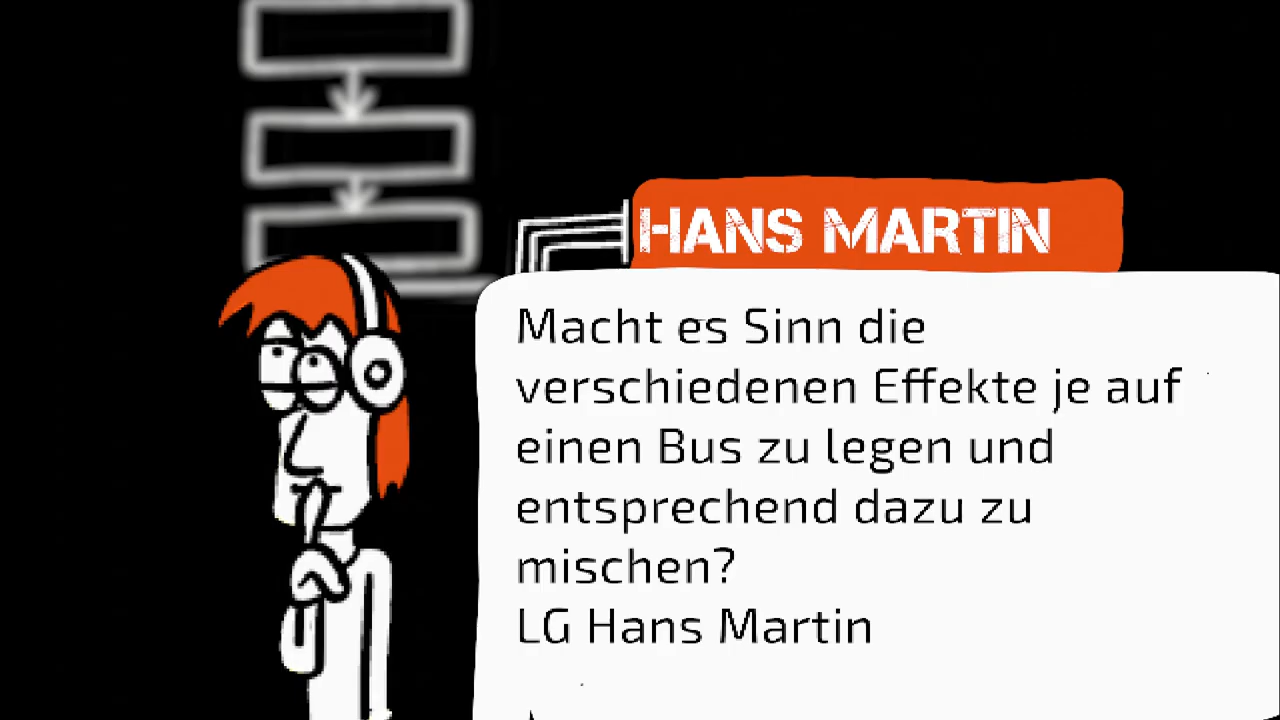 HANS MARTIN
Macht es Sinn die
verschiedenen Effekte je auf
einen Bus zu legen und
entsprechend dazu zu
mischen?
LG Hans Martin